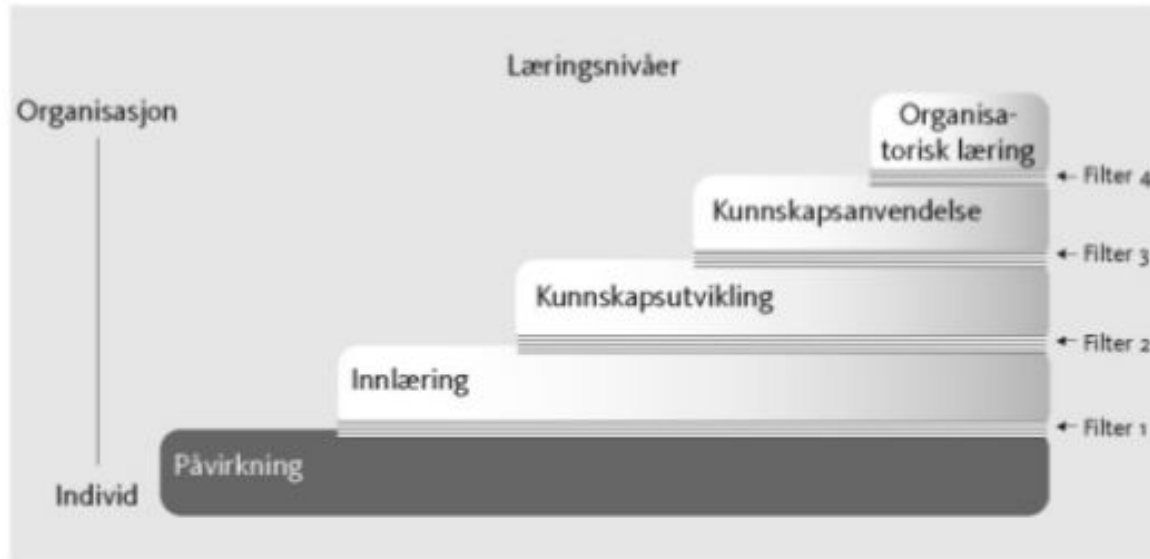 Læringsnivåer
Organisasjon
Organisa-
torisk læring
Filter 4
Kunnskapsanvendelse
Filter 3
Kunnskapsutvikling
Filter 2
Innlæring
Filter 1
Påvirkning
Individ